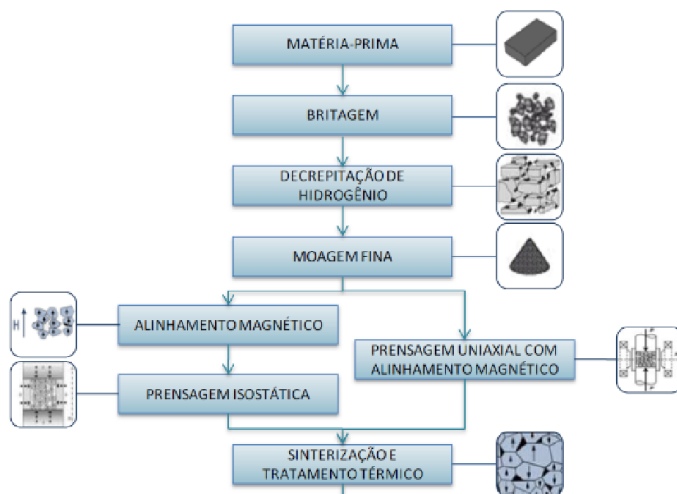 MATÉRIA-PRIMA
BRITAGEM
DECREPITAÇÃO DE
HIDROGÊNIO
MOAGEM FINA
H
ALINHAMENTO MAGNÉTICO
PRENSAGEM UNIAXIAL COM
ALINHAMENTO MAGNÉTICO
PRENSAGEM ISOSTÁTICA
SINTERIZAÇÃO E
TRATAMENTO TÉRMICO